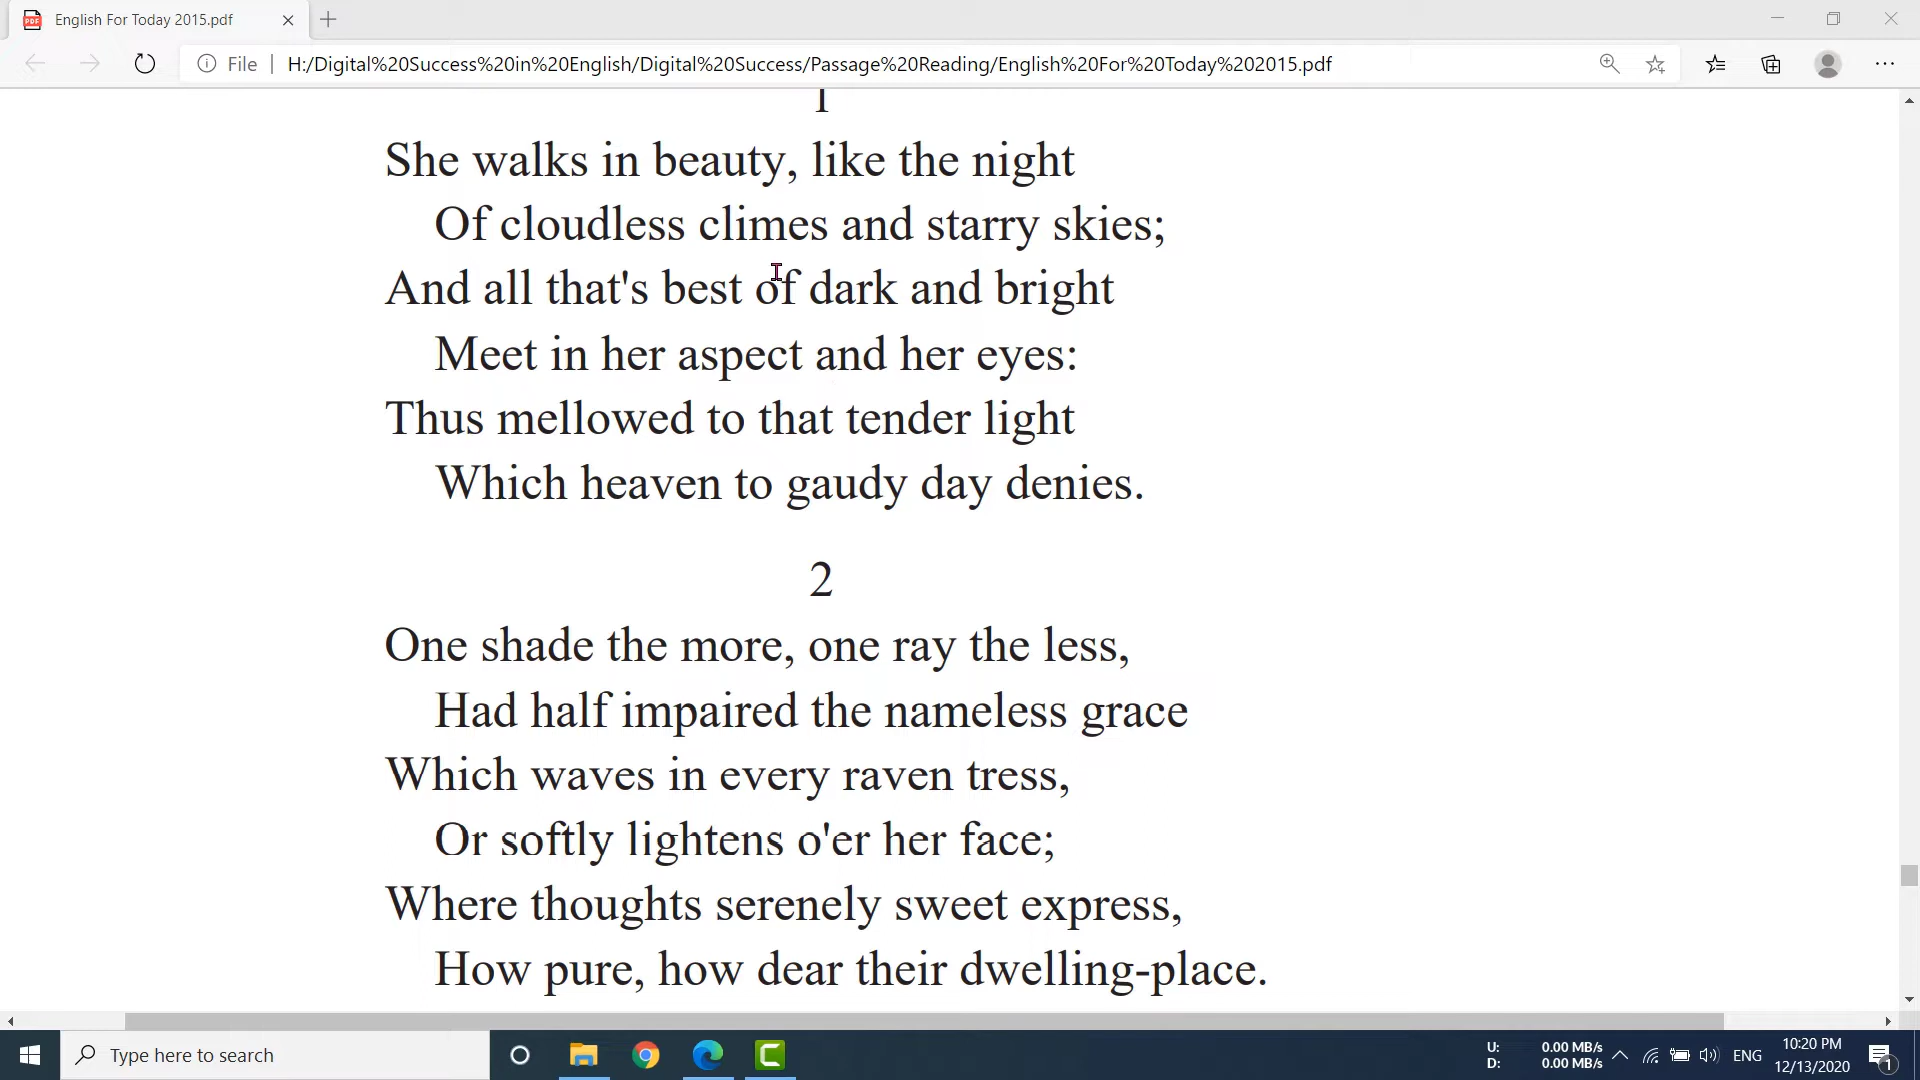 English For Today 2015.pdf
File
H:/Digital%20Success%20in%20English/Digital%20Success/Passage%20Reading/English%20For%20Today%202015.pdf
1
She walks in beauty, like the night
Of cloudless climes and starry skies;
And all that's best of dark and bright
Meet in her aspect and her eyes:
Thus mellowed to that tender light
Which heaven to gaudy day denies.
2
One shade the more, one ray the less,
Had half impaired the nameless grace
Which waves in every raven tress,
Or softly lightens o'er her face;
Where thoughts serenely sweet express,
How pure, how dear their dwelling-place.
Type here to search
U: 0.00 MB/s
D: 0.00 MB/s
ENG
10:20 PM
12/13/2020
1